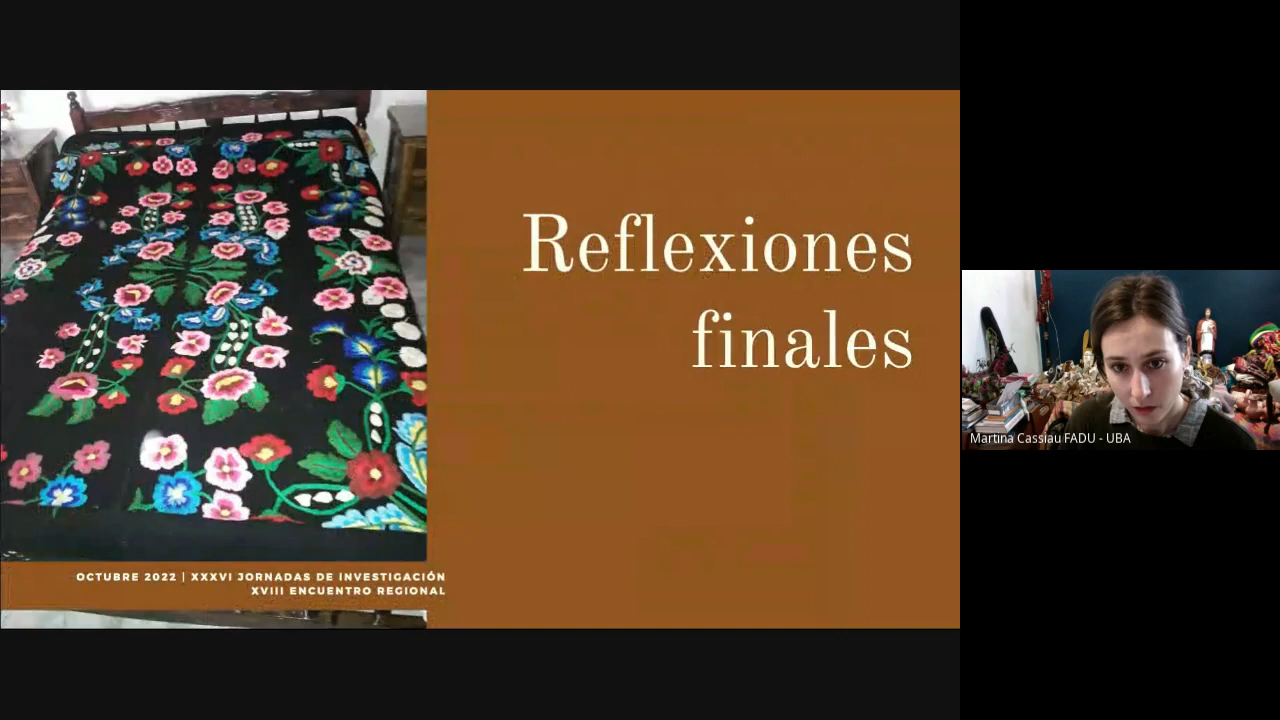 Reflexiones
finales
OCTUBRE 2022 | XXXVI JORNADAS DE INVESTIGACIÓN
XVIII ENCUENTRO REGIONAL
Martina Cassiau FADU - UBA